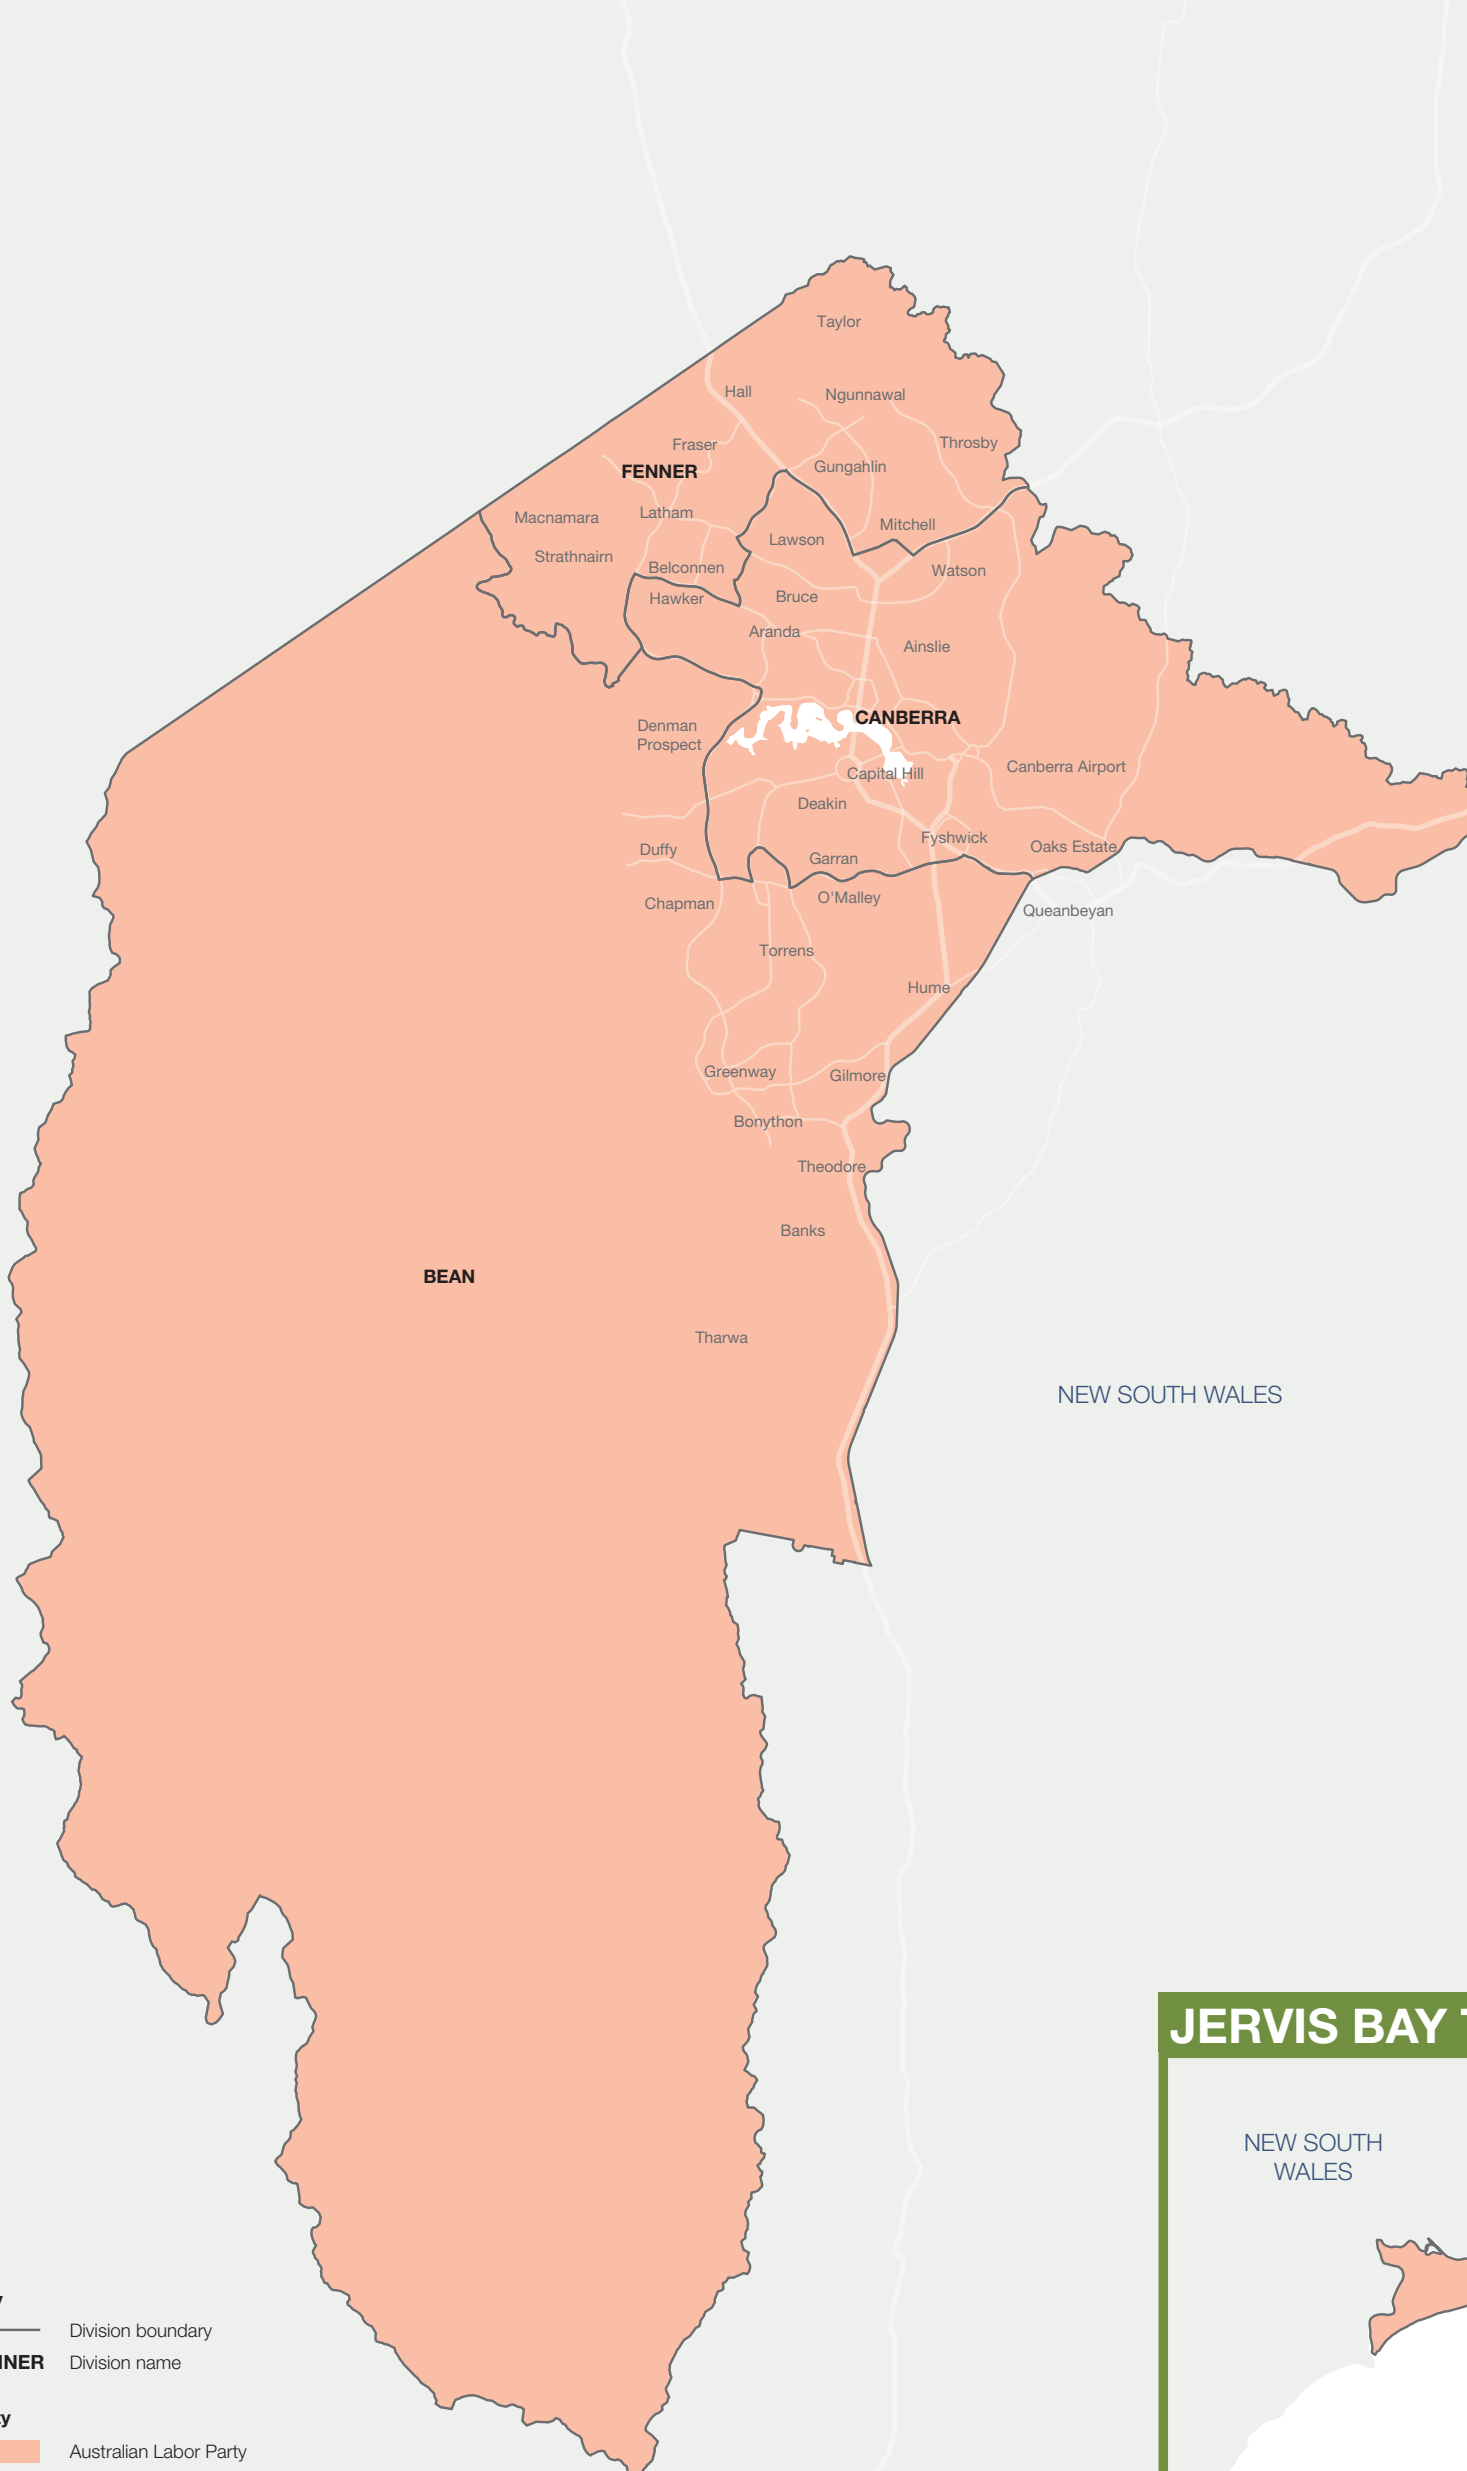 Taylor
Hall
Ngunnawal
Fraser
Throsby
Gungahlin
FENNER
Latham
Macnamara
Mitchell
Lawson
Strathnairn
Belconnen
Watson
Hawker
Bruce
Aranda
Ainslie
CANBERRA
Denman
Prospect
Canberra Airport
Capital Hill
Deakin
Fyshwick
Oaks Estate
Duffy
Garran
O'Malley
Chapman
Queanbeyan
Torrens
Hume
Greenway
Gilmore
Bonython
Theodore
Banks
BEAN
Tharwa
NEW SOUTH WALES
JERVIS BAY
NEW SOUTH
WALES
Division boundary
NNER Division name
Australian Labor Party